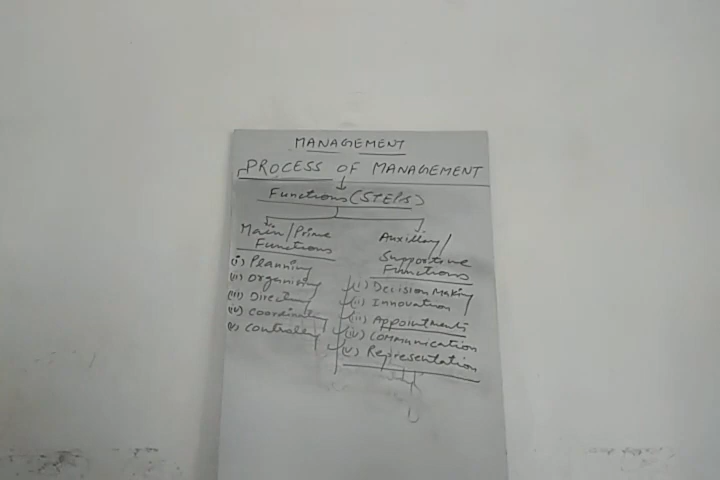 MANAGEMENT
PROCESS OF MANAGEMENT
Functions (STEPS)
Main/Prime
Functions
(i) Planning
(ii) Organising
(iii) Directing
(iv) Coordinating
(v) Controlling
Auxillary/
Supportive
Functions
(i) Decision Making
(ii) Innovation
(iii) Appointments
(iv) Communication
(v) Representation